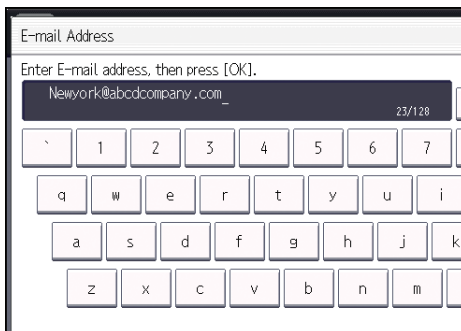 E-mail Address
Enter E-mail address, then press [OK].
Newyork@abcdcompany.com_
23/128
` 1 2 3 4 5 6 7
q w e r t y u i
a s d f g h j k
z x c v b n m